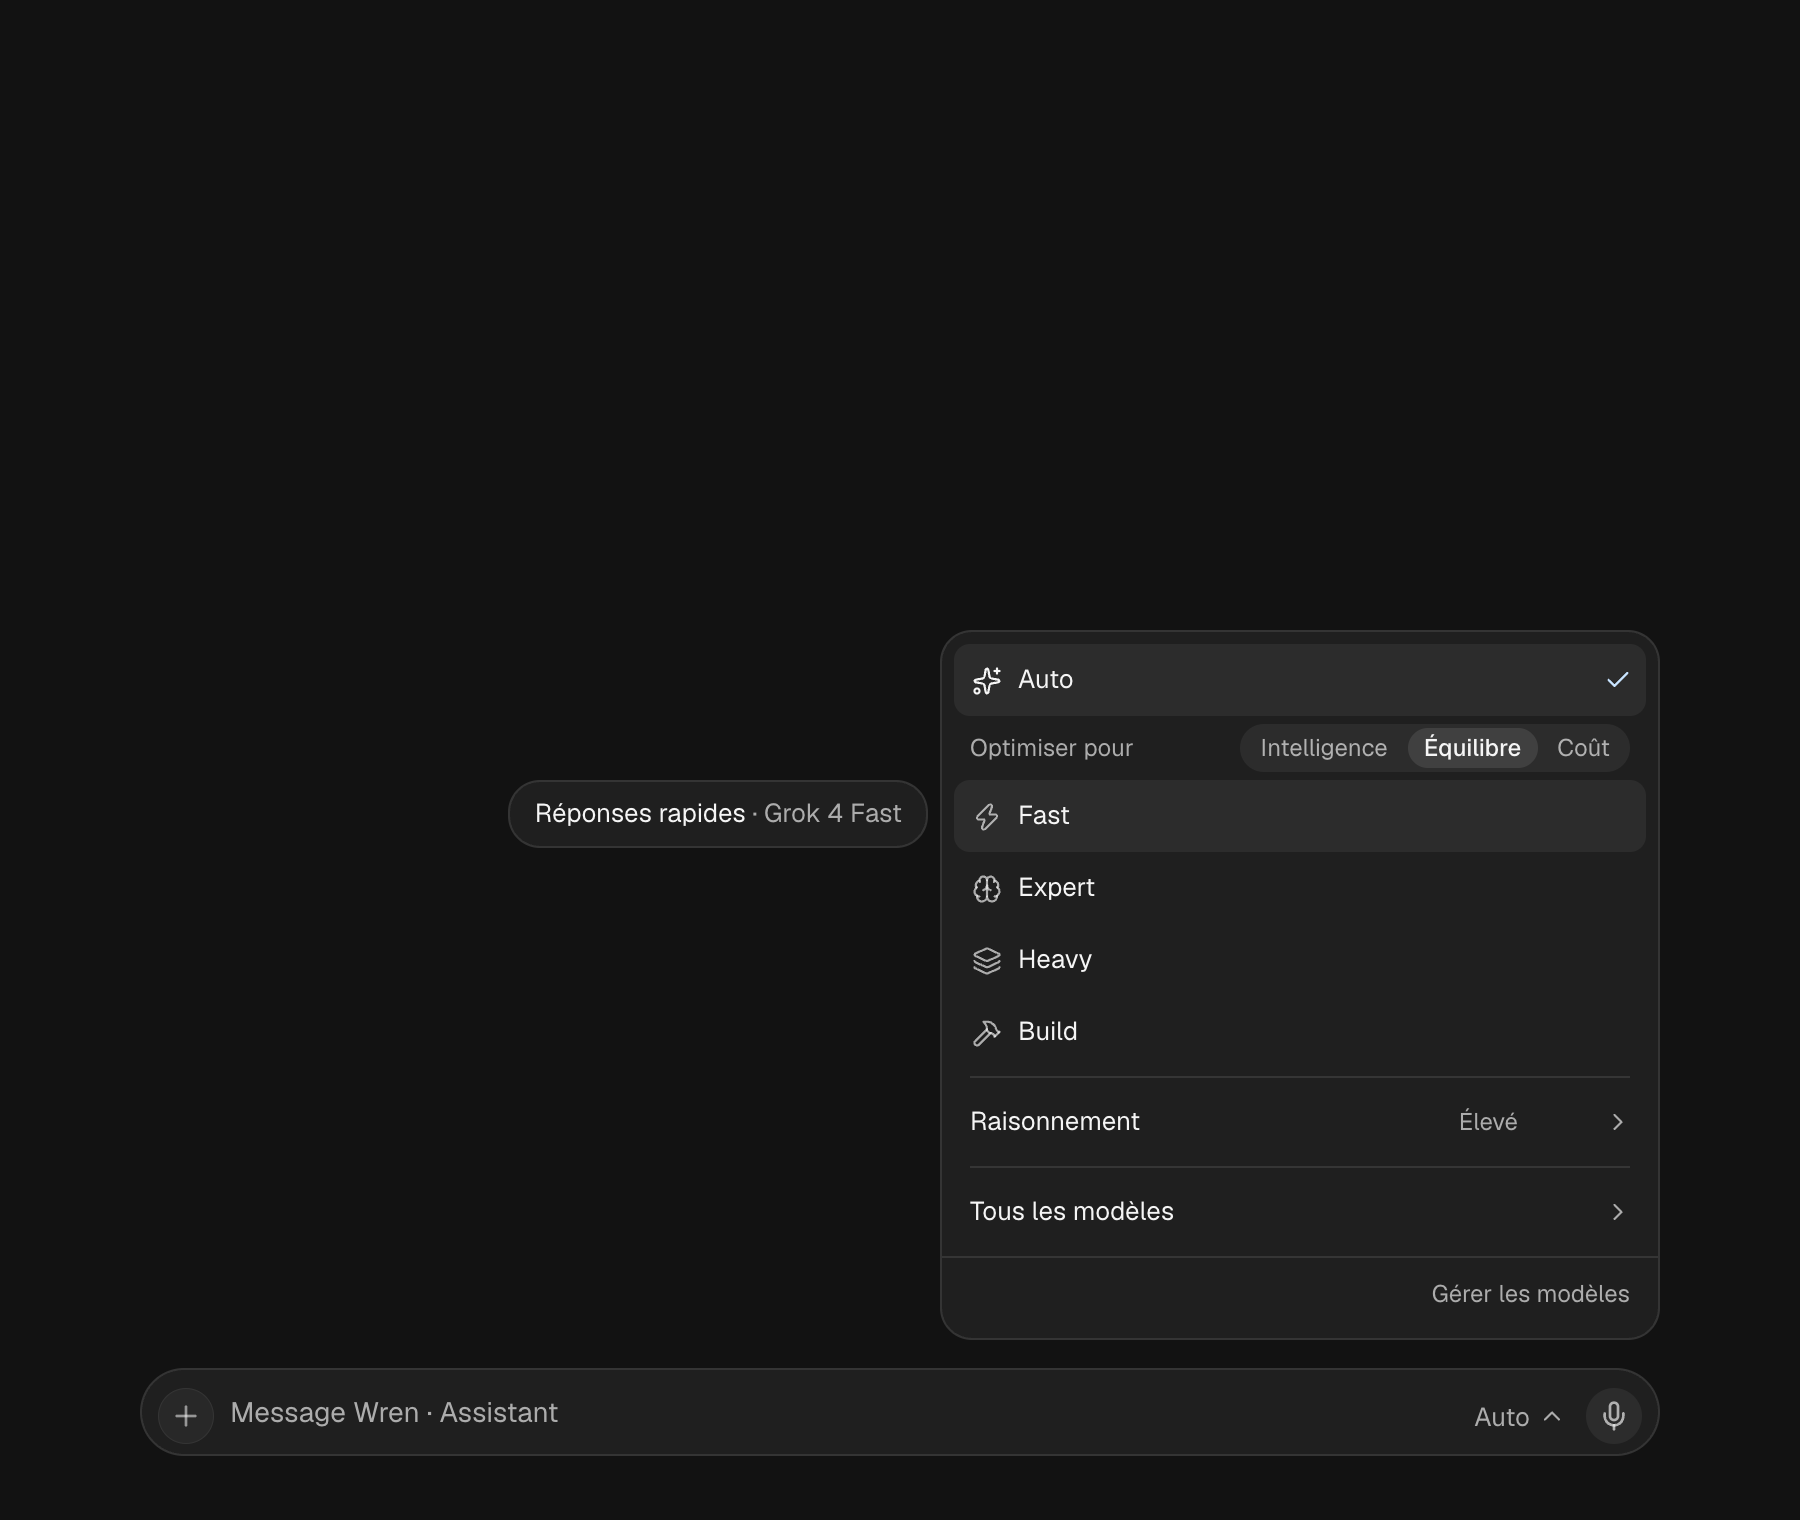 Auto
Optimiser pour Intelligence Équilibre Coût
Réponses rapides · Grok 4 Fast
Fast
Expert
Heavy
Build
Raisonnement Élevé
Tous les modèles
Gérer les modèles
Message Wren · Assistant Auto